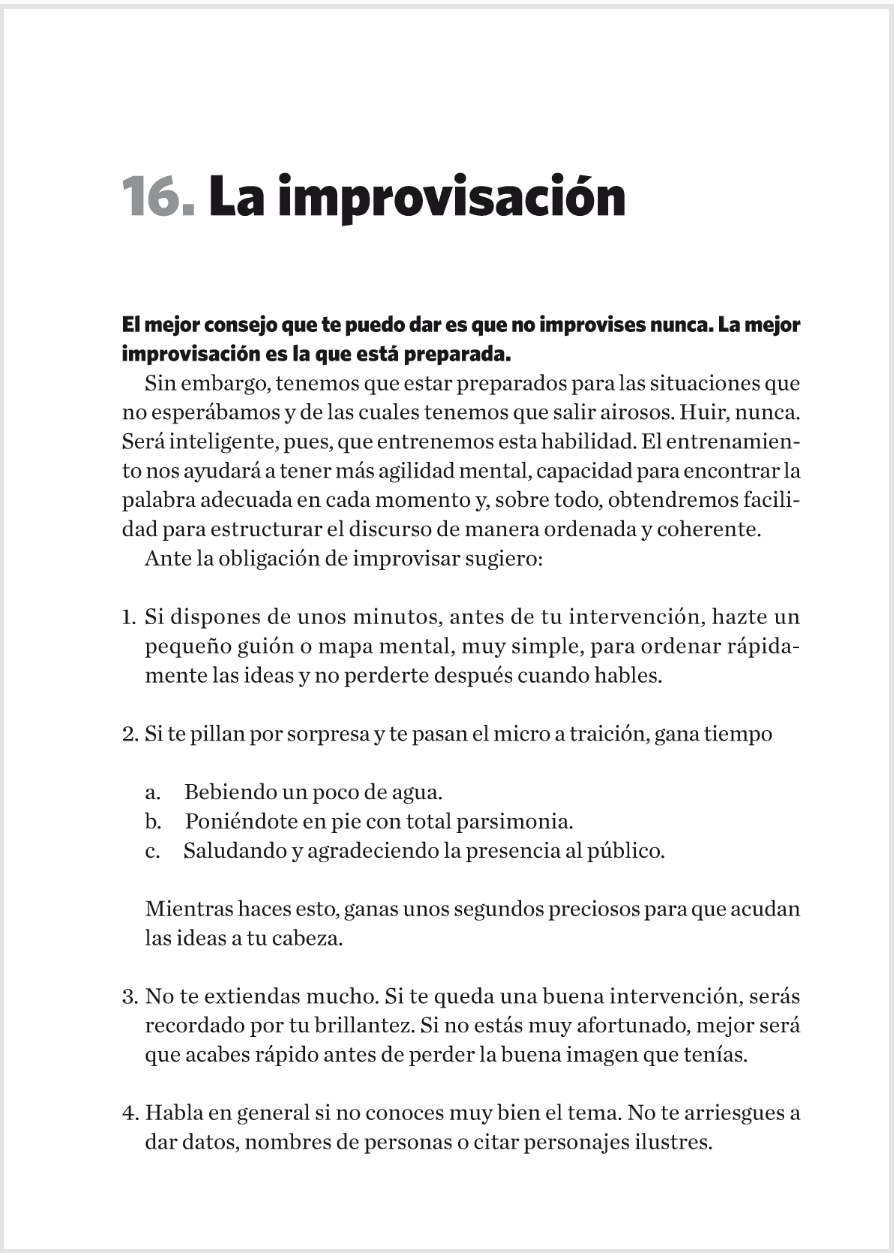 16. La improvisación
El mejor consejo que te puedo dar es que no improvises nunca. La mejor
improvisación es la que está preparada.
Sin embargo, tenemos que estar preparados para las situaciones que
no esperábamos y de las cuales tenemos que salir airosos. Huir, nunca.
Será inteligente, pues, que entrenemos esta habilidad. El entrenamien-
to nos ayudará a tener más agilidad mental, capacidad para encontrar la
palabra adecuada en cada momento y, sobre todo, obtendremos facili-
dad para estructurar el discurso de manera ordenada y coherente.
Ante la obligación de improvisar sugiero:
1. Si dispones de unos minutos, antes de tu intervención, hazte un
pequeño guión o mapa mental, muy simple, para ordenar rápida-
mente las ideas y no perderte después cuando hables.
2. Si te pillan por sorpresa y te pasan el micro a traición, gana tiempo
a. Bebiendo un poco de agua.
b. Poniéndote en pie con total parsimonia.
c. Saludando y agradeciendo la presencia al público.
Mientras haces esto, ganas unos segundos preciosos para que acudan
las ideas a tu cabeza.
3. No te extiendas mucho. Si te queda una buena intervención, serás
recordado por tu brillantez. Si no estás muy afortunado, mejor será
que acabes rápido antes de perder la buena imagen que tenías.
4. Habla en general si no conoces muy bien el tema. No te arriesgues a
dar datos, nombres de personas o citar personajes ilustres.